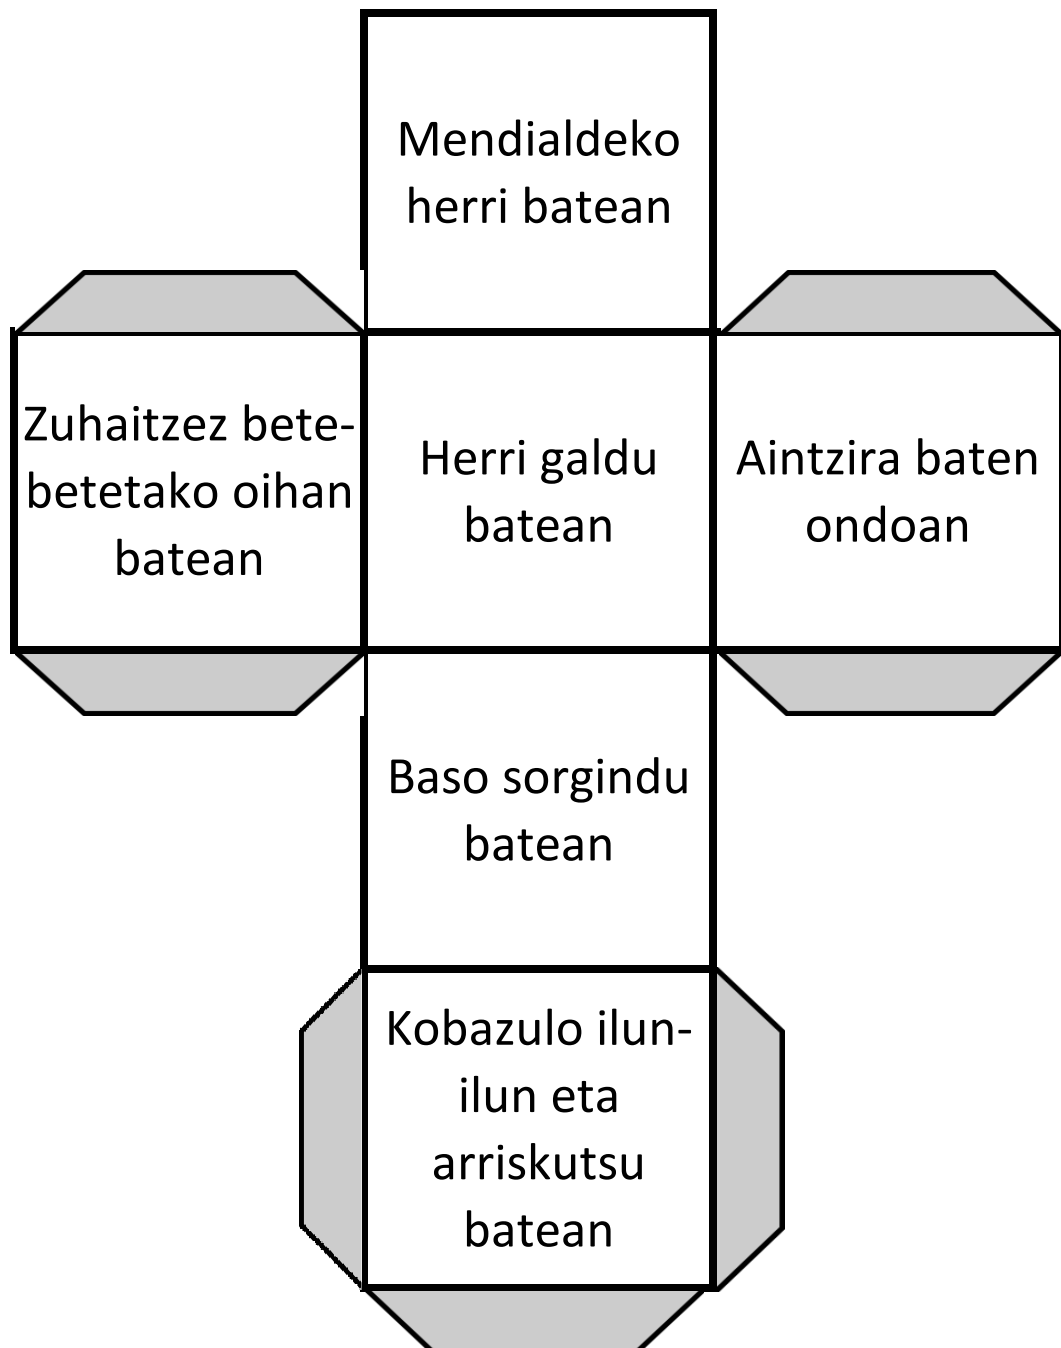 Mendialdeko
herri batean
Zuhaitzez bete-
betetako oihan
batean
Herri galdu
batean
Aintzira baten
ondoan
Baso sorgindu
batean
Kobazulo ilun-
ilun eta
arriskutsu
batean